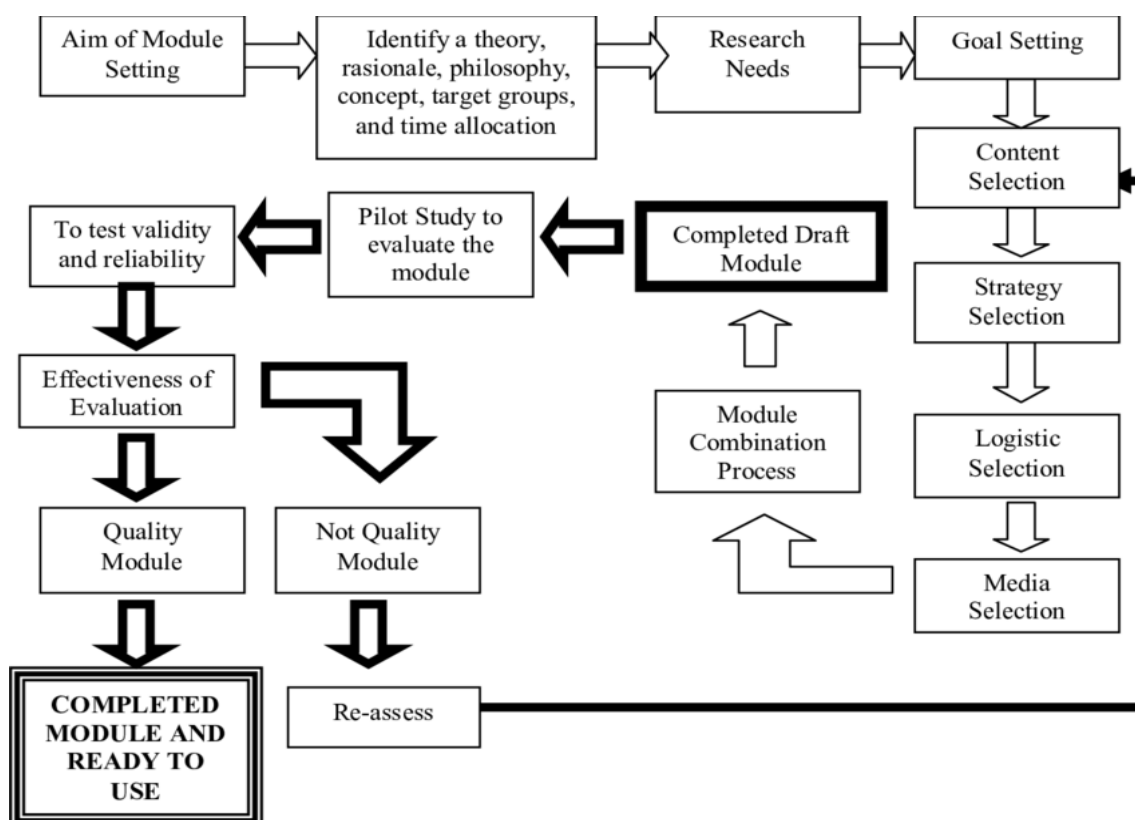 Aim of Module
Setting
Identify a theory,
rasionale, philosophy,
concept, target groups,
and time allocation
Research
Needs
Goal Setting
Content
Selection
Strategy
Selection
Logistic
Selection
Media
Selection
Module
Combination
Process
Completed Draft
Module
Pilot Study to
evaluate the
module
To test validity
and reliability
Effectiveness of
Evaluation
Quality
Module
Not Quality
Module
COMPLETED
MODULE AND
READY TO
USE
Re-assess